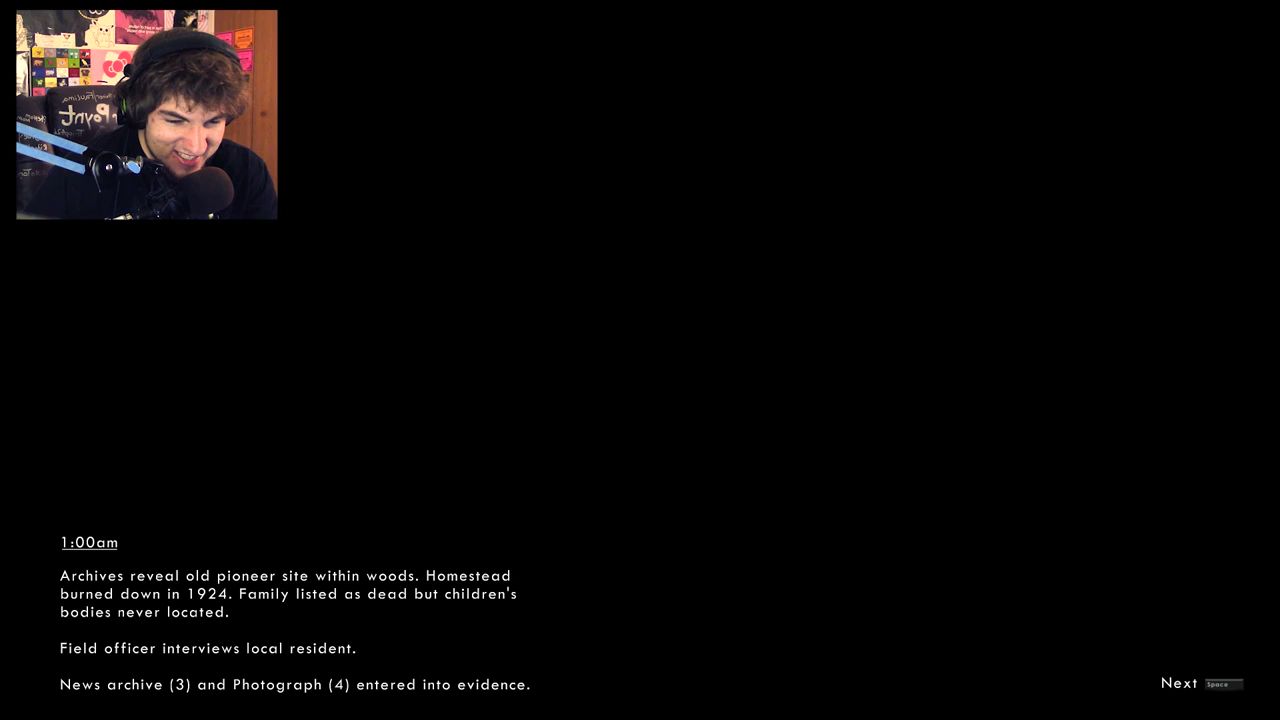 Poynt
1:00am
Archives reveal old pioneer site within woods. Homestead
burned down in 1924. Family listed as dead but children's
bodies never located.
Field officer interviews local resident.
News archive (3) and Photograph (4) entered into evidence.
Next Space